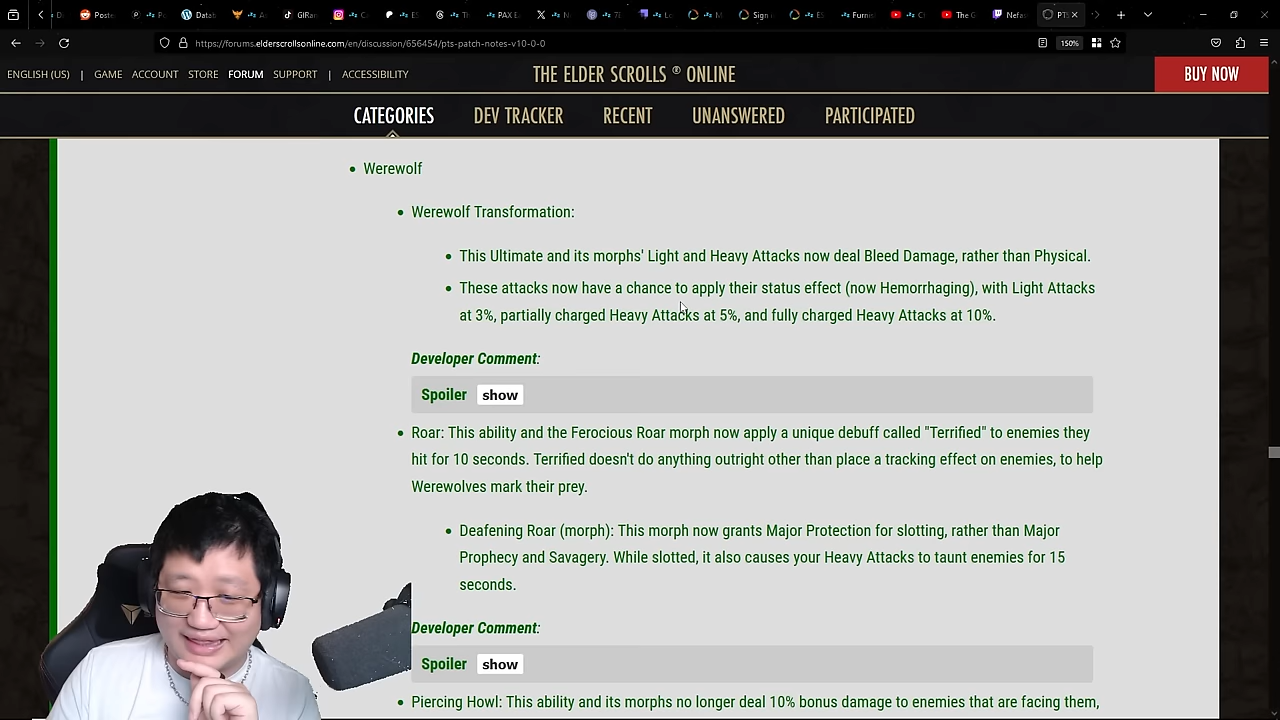 Poste
Datab
PAX E
Sign i
Furnis
The G
Nefa
PTS
https://forums.elderscrollsonline.com/en/discussion/656454/pts-patch-notes-v10-0-0
150%
ENGLISH (US) | GAME ACCOUNT STORE FORUM SUPPORT | ACCESSIBILITY
THE ELDER SCROLLS ® ONLINE
BUY NOW
CATEGORIES DEV TRACKER RECENT UNANSWERED PARTICIPATED
• Werewolf
• Werewolf Transformation:
• This Ultimate and its morphs' Light and Heavy Attacks now deal Bleed Damage, rather than Physical.
• These attacks now have a chance to apply their status effect (now Hemorrhaging), with Light Attacks
at 3%, partially charged Heavy Attacks at 5%, and fully charged Heavy Attacks at 10%.
Developer Comment:
Spoiler show
• Roar: This ability and the Ferocious Roar morph now apply a unique debuff called "Terrified" to enemies they
hit for 10 seconds. Terrified doesn't do anything outright other than place a tracking effect on enemies, to help
Werewolves mark their prey.
• Deafening Roar (morph): This morph now grants Major Protection for slotting, rather than Major
Prophecy and Savagery. While slotted, it also causes your Heavy Attacks to taunt enemies for 15
seconds.
Developer Comment:
Spoiler show
• Piercing Howl: This ability and its morphs no longer deal 10% bonus damage to enemies that are facing them,